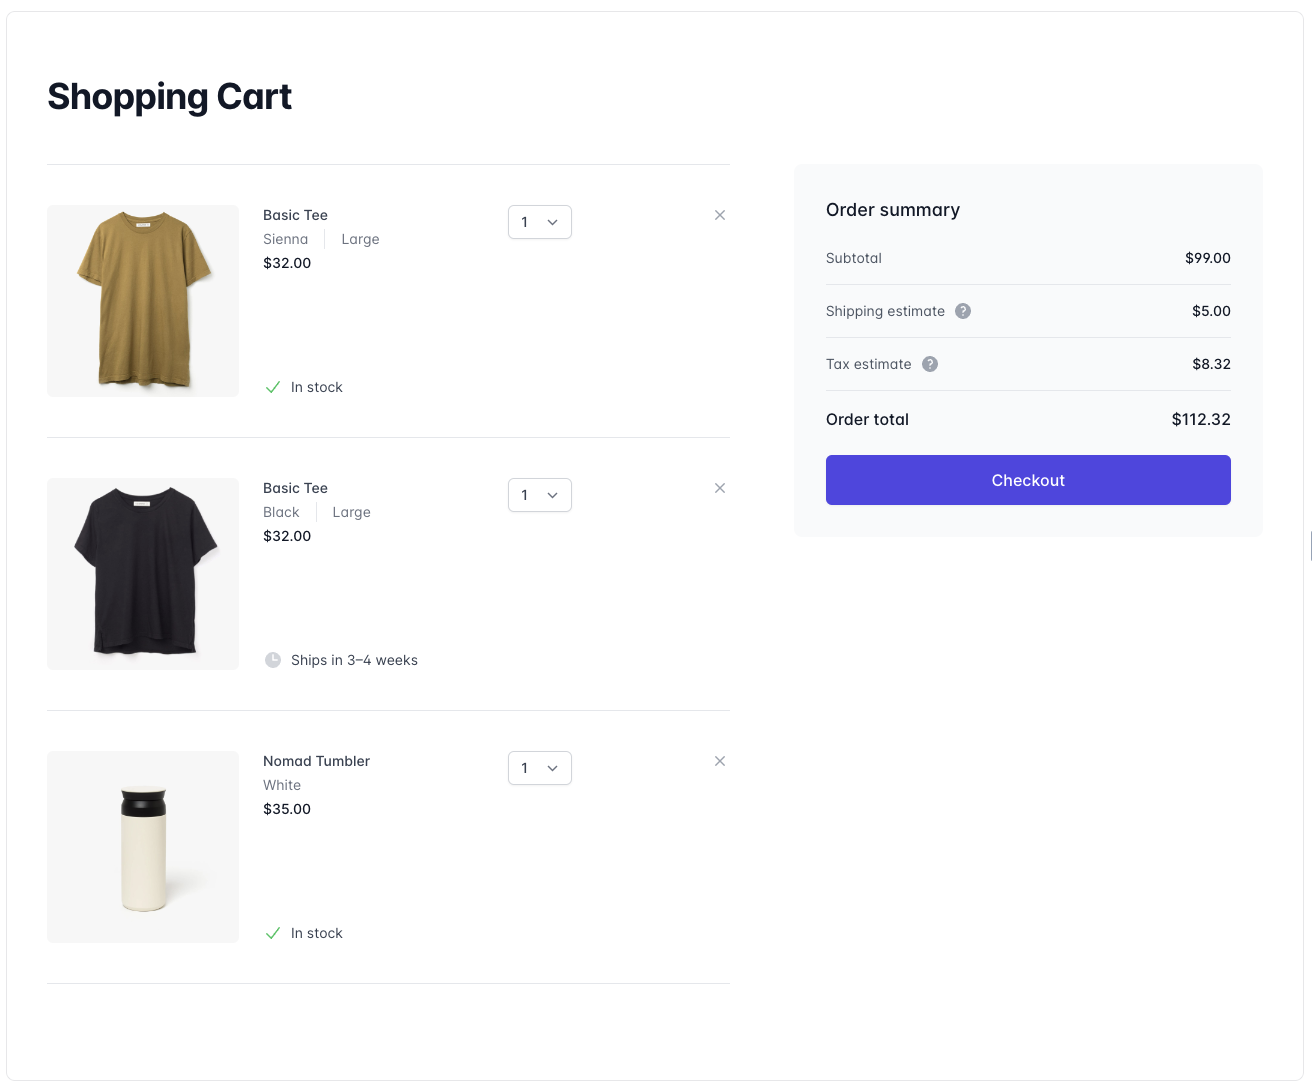 Shopping Cart
Basic Tee
Sienna Large
$32.00
1
In stock
Basic Tee
Black Large
$32.00
1
Ships in 3–4 weeks
Nomad Tumbler
White
$35.00
1
In stock
Order summary
Subtotal $99.00
Shipping estimate ? $5.00
Tax estimate ? $8.32
Order total $112.32
Checkout